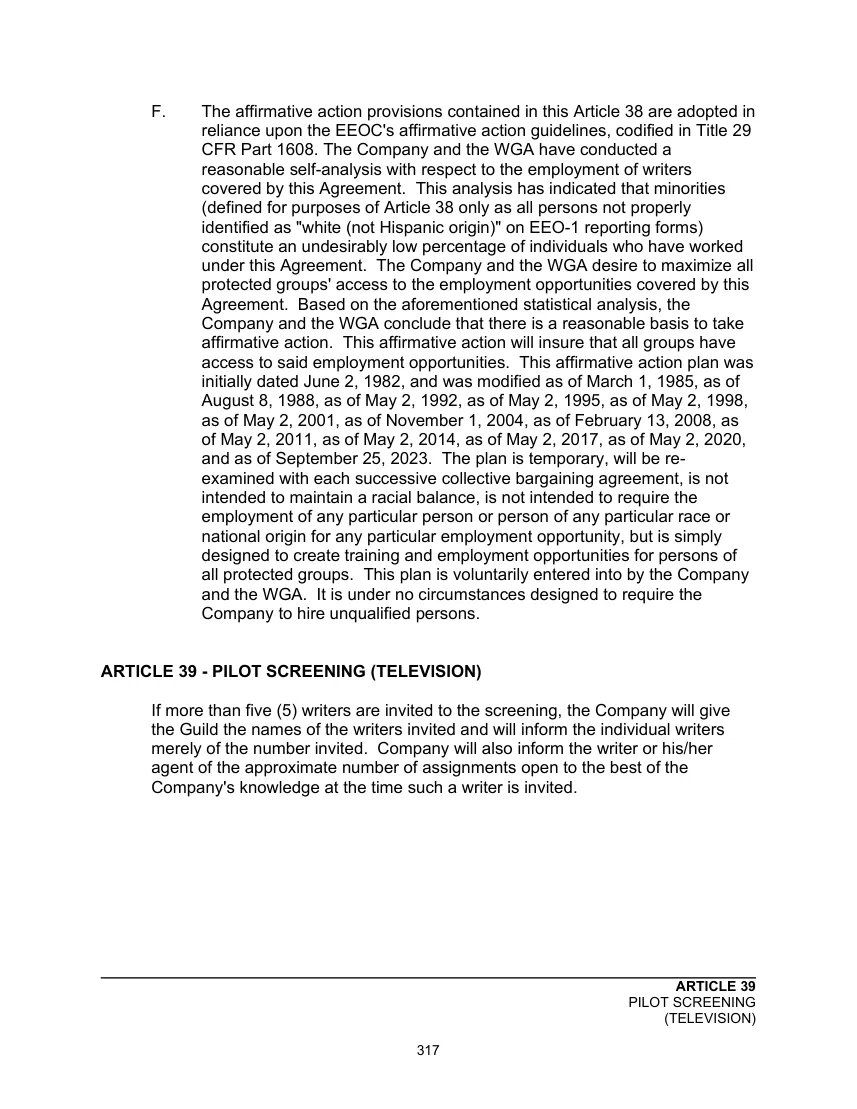 F. The affirmative action provisions contained in this Article 38 are adopted in
reliance upon the EEOC's affirmative action guidelines, codified in Title 29
CFR Part 1608. The Company and the WGA have conducted a
reasonable self-analysis with respect to the employment of writers
covered by this Agreement.  This analysis has indicated that minorities
(defined for purposes of Article 38 only as all persons not properly
identified as "white (not Hispanic origin)" on EEO-1 reporting forms)
constitute an undesirably low percentage of individuals who have worked
under this Agreement.  The Company and the WGA desire to maximize all
protected groups' access to the employment opportunities covered by this
Agreement.  Based on the aforementioned statistical analysis, the
Company and the WGA conclude that there is a reasonable basis to take
affirmative action.  This affirmative action will insure that all groups have
access to said employment opportunities.  This affirmative action plan was
initially dated June 2, 1982, and was modified as of March 1, 1985, as of
August 8, 1988, as of May 2, 1992, as of May 2, 1995, as of May 2, 1998,
as of May 2, 2001, as of November 1, 2004, as of February 13, 2008, as
of May 2, 2011, as of May 2, 2014, as of May 2, 2017, as of May 2, 2020,
and as of September 25, 2023.  The plan is temporary, will be re-
examined with each successive collective bargaining agreement, is not
intended to maintain a racial balance, is not intended to require the
employment of any particular person or person of any particular race or
national origin for any particular employment opportunity, but is simply
designed to create training and employment opportunities for persons of
all protected groups.  This plan is voluntarily entered into by the Company
and the WGA.  It is under no circumstances designed to require the
Company to hire unqualified persons.
ARTICLE 39 - PILOT SCREENING (TELEVISION)
If more than five (5) writers are invited to the screening, the Company will give
the Guild the names of the writers invited and will inform the individual writers
merely of the number invited.  Company will also inform the writer or his/her
agent of the approximate number of assignments open to the best of the
Company's knowledge at the time such a writer is invited.
ARTICLE 39
PILOT SCREENING
(TELEVISION)
317